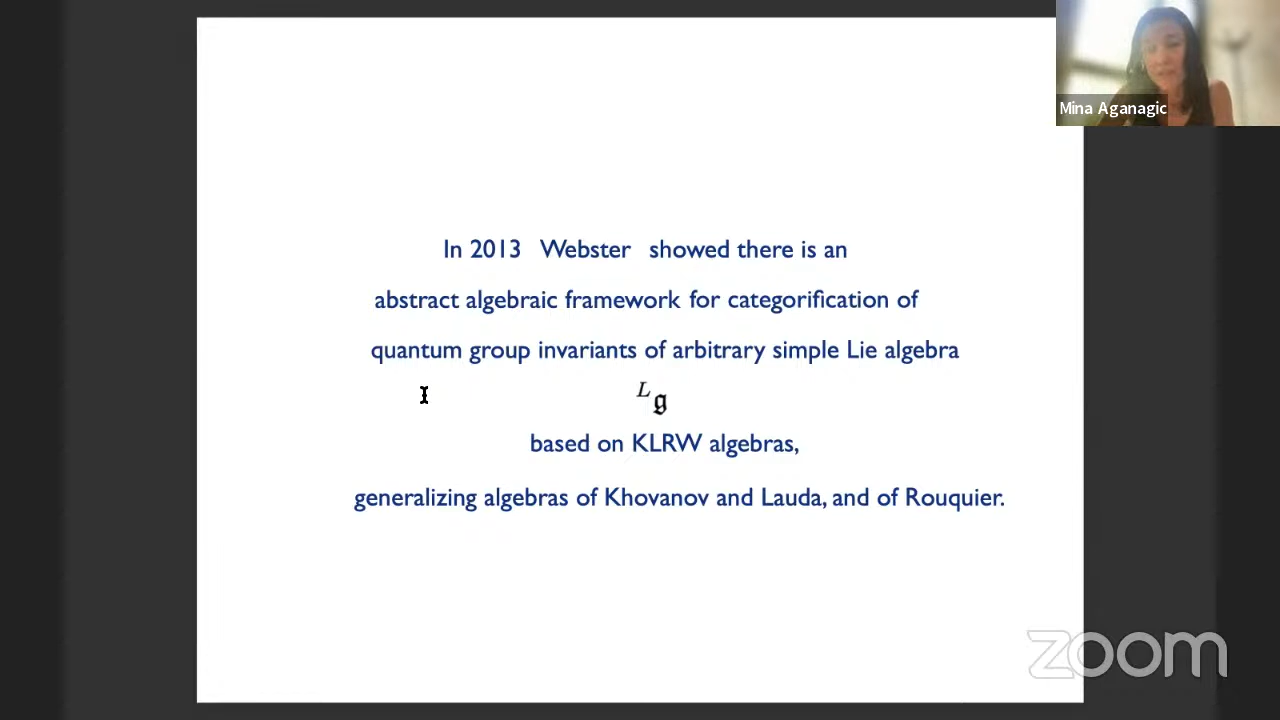 Mina Aganagic
In 2013 Webster showed there is an
abstract algebraic framework for categorification of
quantum group invariants of arbitrary simple Lie algebra
ᴸ𝔤
based on KLRW algebras,
generalizing algebras of Khovanov and Lauda, and of Rouquier.
zoom